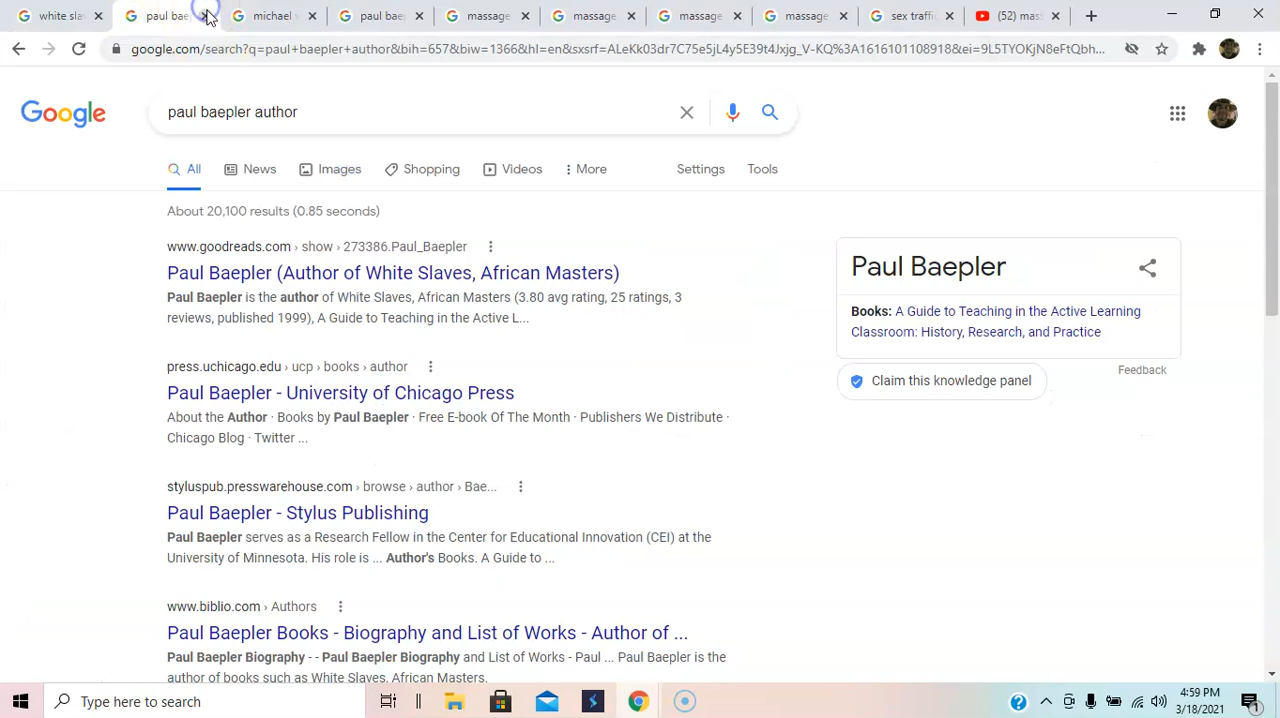 white slav
paul baep
michael w
paul baep
massage
massage
massage
massage
sex traffic
(52) mass
google.com/search?q=paul+baepler+author&bih=657&biw=1366&hl=en&sxsrf=ALeKk03dr7C75e5jL4y5E39t4Jxjg_V-KQ%3A1616101108918&ei=9L5TYOKjN8eFtQbh...
Google
paul baepler author
All
News
Images
Shopping
Videos
More
Settings
Tools
About 20,100 results (0.85 seconds)
www.goodreads.com › show › 273386.Paul_Baepler
Paul Baepler (Author of White Slaves, African Masters)
Paul Baepler is the author of White Slaves, African Masters (3.80 avg rating, 25 ratings, 3
reviews, published 1999), A Guide to Teaching in the Active L...
Paul Baepler
Books: A Guide to Teaching in the Active Learning
Classroom: History, Research, and Practice
Feedback
Claim this knowledge panel
press.uchicago.edu › ucp › books › author
Paul Baepler - University of Chicago Press
About the Author · Books by Paul Baepler · Free E-book Of The Month · Publishers We Distribute ·
Chicago Blog · Twitter ...
styluspub.presswarehouse.com › browse › author › Bae...
Paul Baepler - Stylus Publishing
Paul Baepler serves as a Research Fellow in the Center for Educational Innovation (CEI) at the
University of Minnesota. His role is ... Author's Books. A Guide to ...
www.biblio.com › Authors
Paul Baepler Books - Biography and List of Works - Author of ...
Paul Baepler Biography - - Paul Baepler Biography and List of Works - Paul ... Paul Baepler is the
author of books such as White Slaves, African Masters.
Type here to search
4:59 PM
3/18/2021